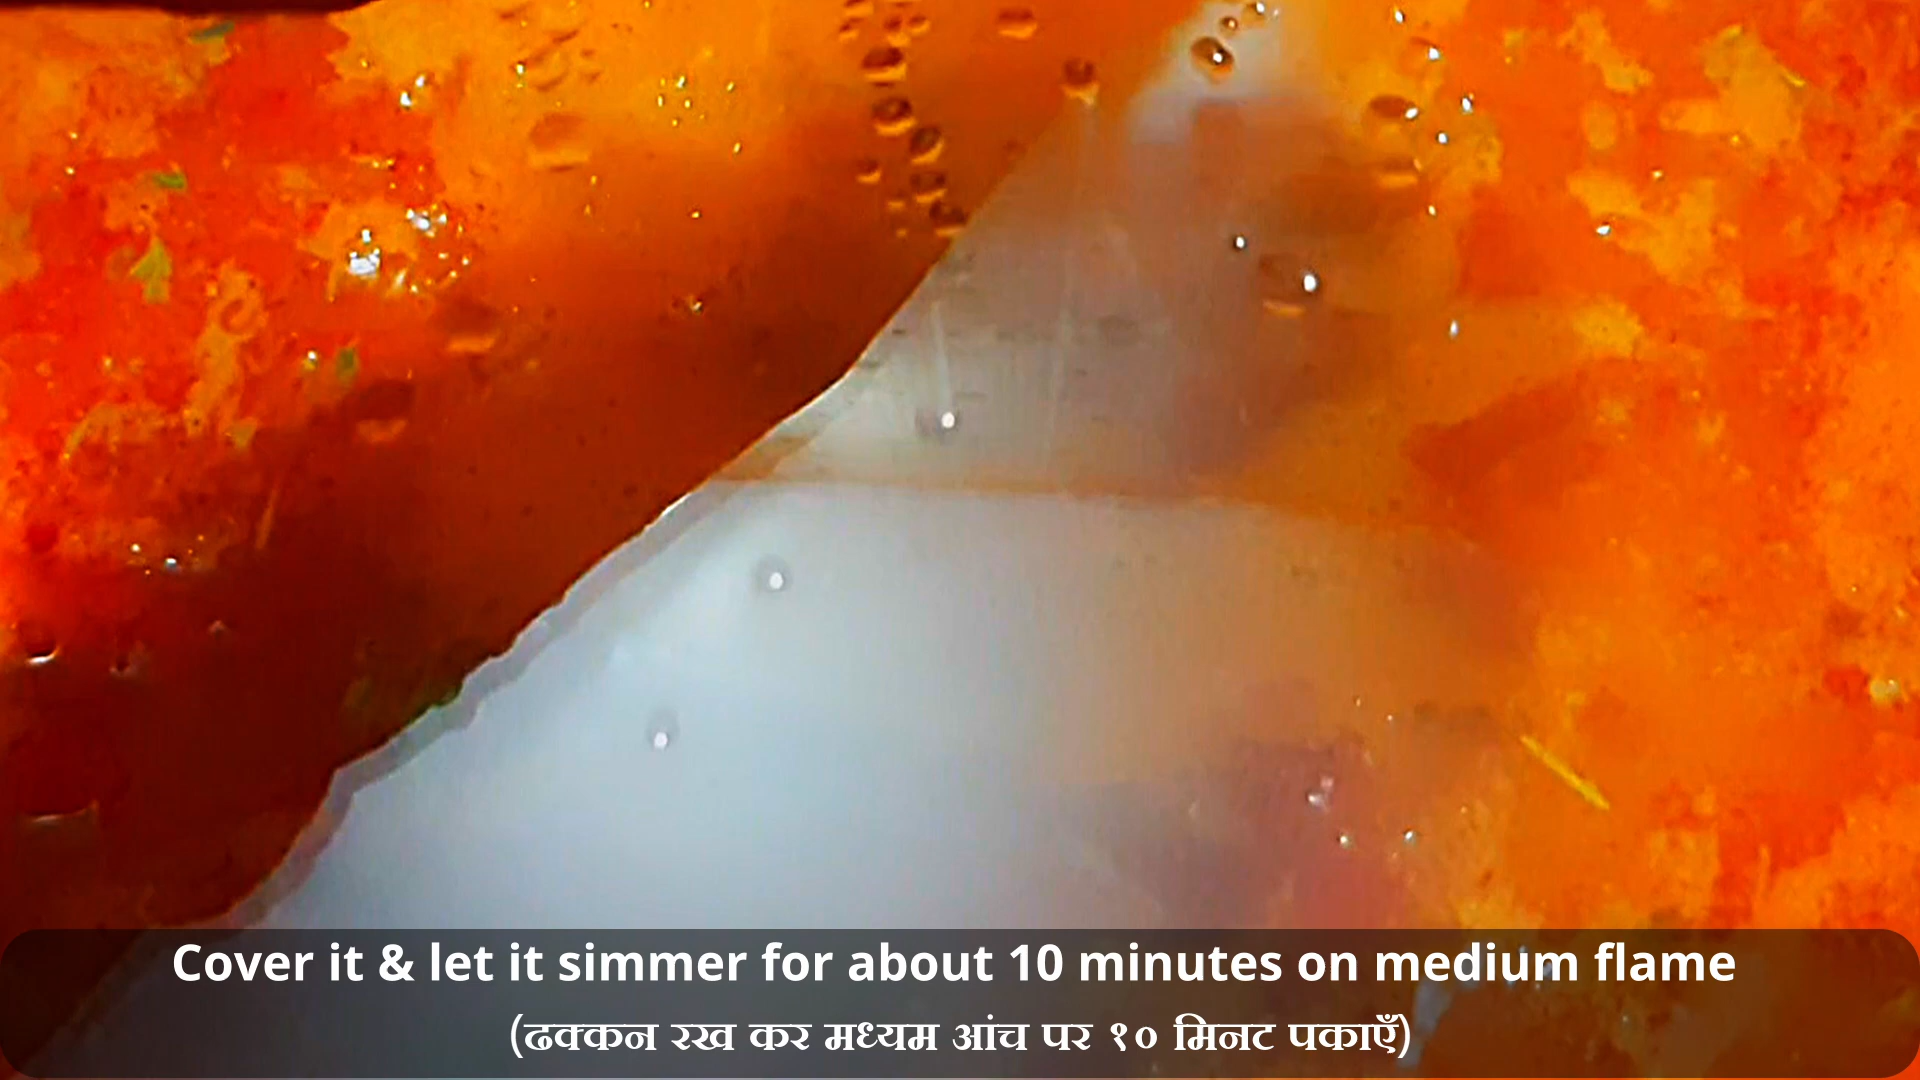 Cover it & let it simmer for about 10 minutes on medium flame
(ढक्कन रख कर मध्यम आंच पर १० मिनट पकाएँ)